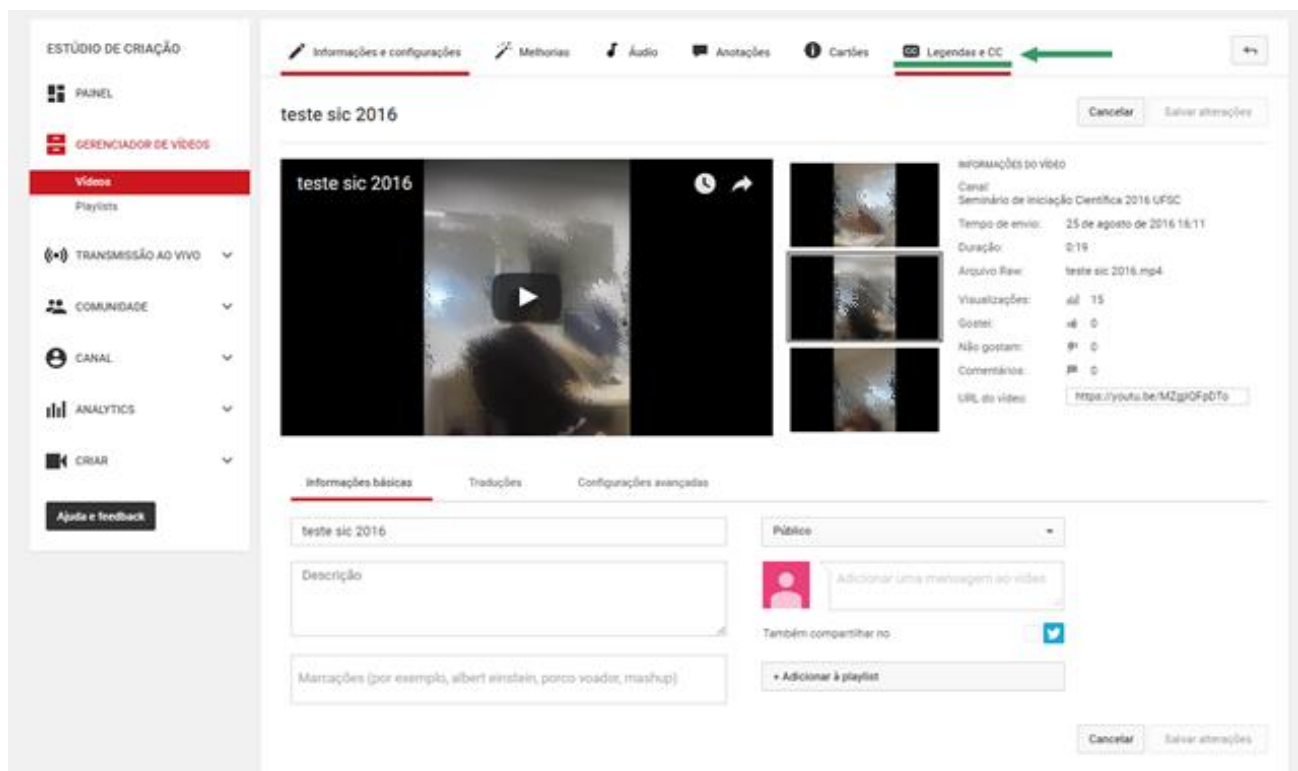 ESTÚDIO DE CRIAÇÃO
PAINEL
GERENCIADOR DE VÍDEOS
Vídeos
Playlists
TRANSMISSÃO AO VIVO
COMUNIDADE
CANAL
ANALYTICS
CRIAR
Ajuda e feedback
Informações e configurações Melhorias Áudio Anotações Cartões CC Legendas e CC
teste sic 2016
Cancelar Salvar alterações
teste sic 2016
INFORMAÇÕES DO VÍDEO
Canal:
Seminário de Iniciação Científica 2016 UFSC
Tempo de envio: 25 de agosto de 2016 16:11
Duração: 0:19
Arquivo Raw: teste sic 2016.mp4
Visualizações: 15
Gostei: 0
Não gostam: 0
Comentários: 0
URL do vídeo:
Informações básicas Traduções Configurações avançadas
teste sic 2016
Público
Descrição
Adicionar uma mensagem ao vídeo
Também compartilhar no
Marcações (por exemplo, albert einstein, porco voador, mashup)
+ Adicionar à playlist
Cancelar Salvar alterações